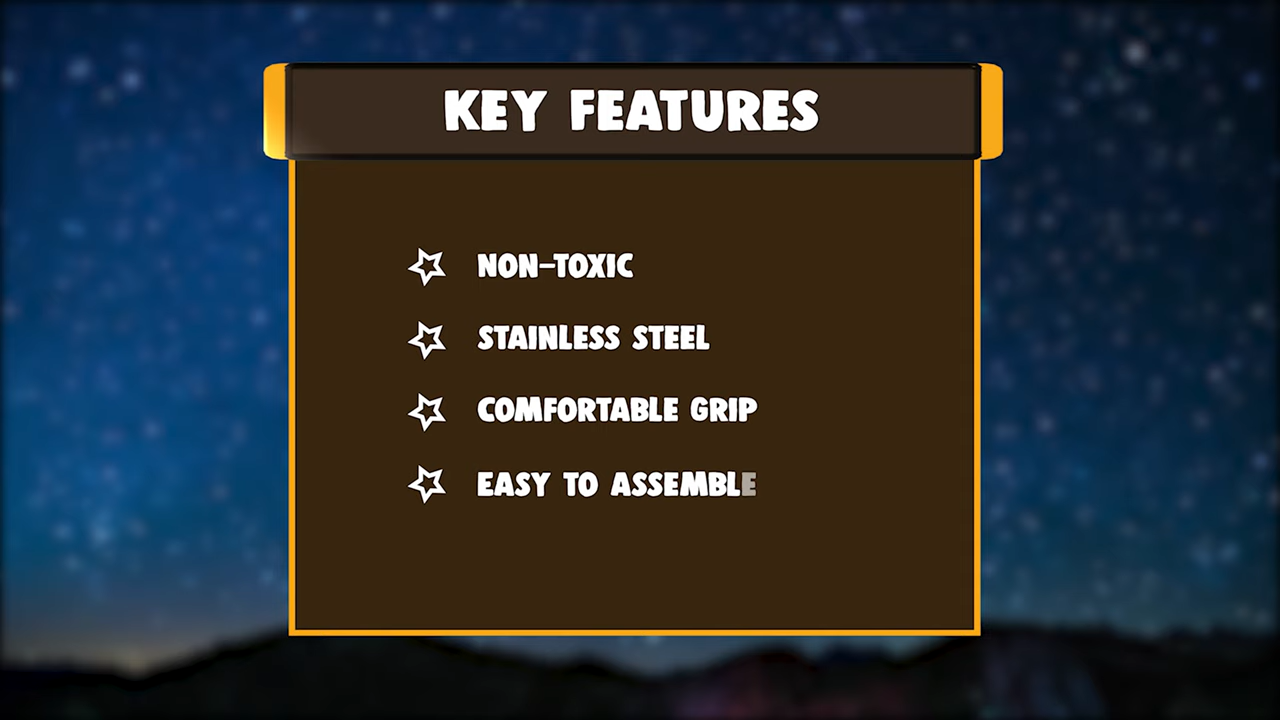 KEY FEATURES
NON-TOXIC
STAINLESS STEEL
COMFORTABLE GRIP
EASY TO ASSEMBLE